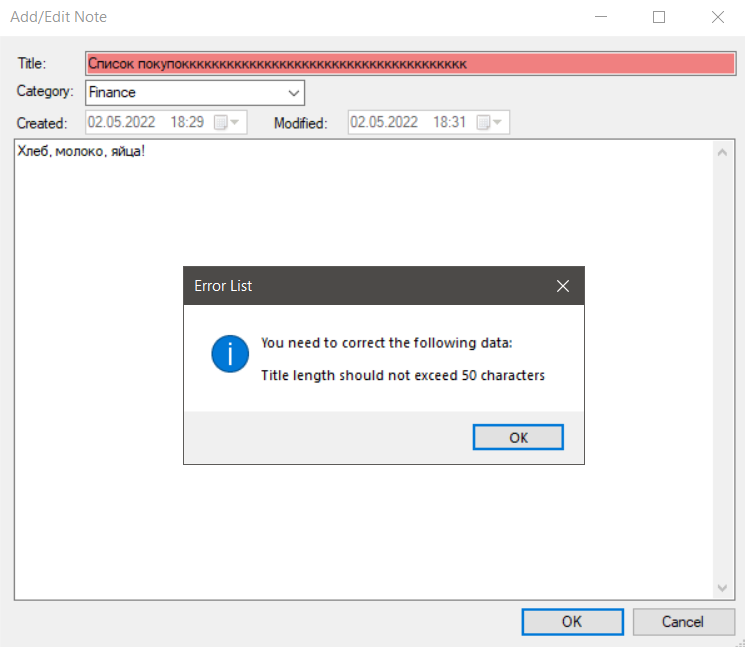 Add/Edit Note
Title:
Список покупокккккккккккккккккккккккккккккккккккккк
Category:
Finance
Created:
02.05.2022 18:29
Modified:
02.05.2022 18:31
Хлеб, молоко, яйца!
Error List
You need to correct the following data:
Title length should not exceed 50 characters
OK
OK
Cancel